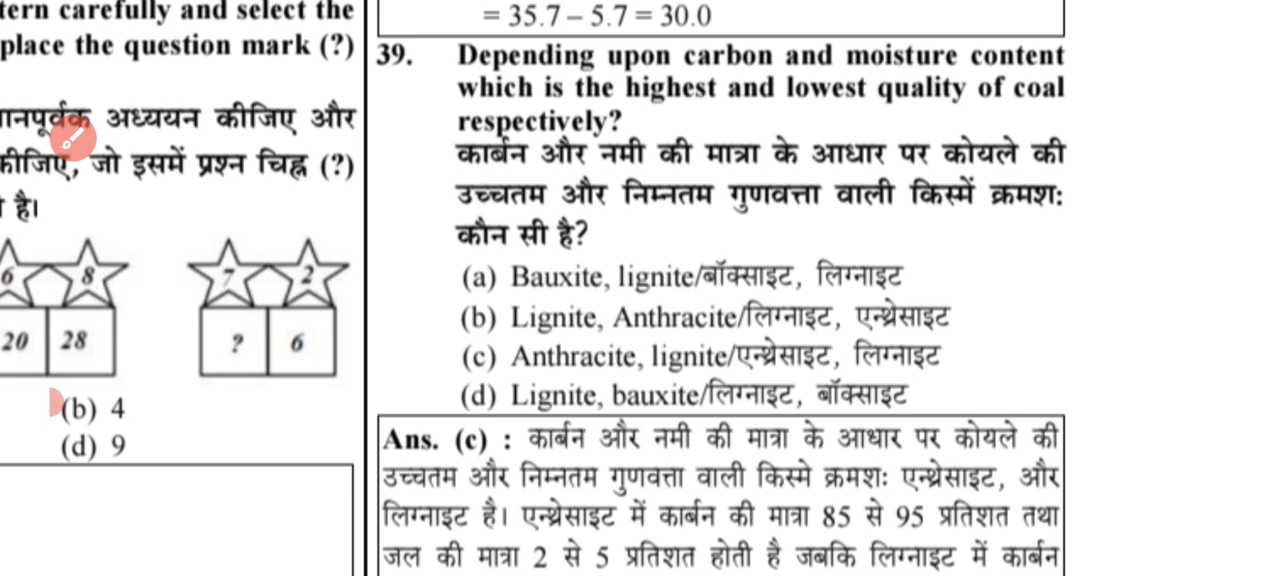 tern carefully and select the
place the question mark (?)
ानपूर्वक अध्ययन कीजिए और
कीजिए, जो इसमें प्रश्न चिह्न (?)
है।
6 8
20 28
7 2
? 6
(b) 4
(d) 9
= 35.7 – 5.7 = 30.0
39. Depending upon carbon and moisture content
which is the highest and lowest quality of coal
respectively?
कार्बन और नमी की मात्रा के आधार पर कोयले की
उच्चतम और निम्नतम गुणवत्ता वाली किस्में क्रमश:
कौन सी है?
(a) Bauxite, lignite/बॉक्साइट, लिग्नाइट
(b) Lignite, Anthracite/लिग्नाइट, एन्थ्रेसाइट
(c) Anthracite, lignite/एन्थ्रेसाइट, लिग्नाइट
(d) Lignite, bauxite/लिग्नाइट, बॉक्साइट
Ans. (c) : कार्बन और नमी की मात्रा के आधार पर कोयले की
उच्चतम और निम्नतम गुणवत्ता वाली किस्मे क्रमशः एन्थ्रेसाइट, और
लिग्नाइट है। एन्थ्रेसाइट में कार्बन की मात्रा 85 से 95 प्रतिशत तथा
जल की मात्रा 2 से 5 प्रतिशत होती है जबकि लिग्नाइट में कार्बन